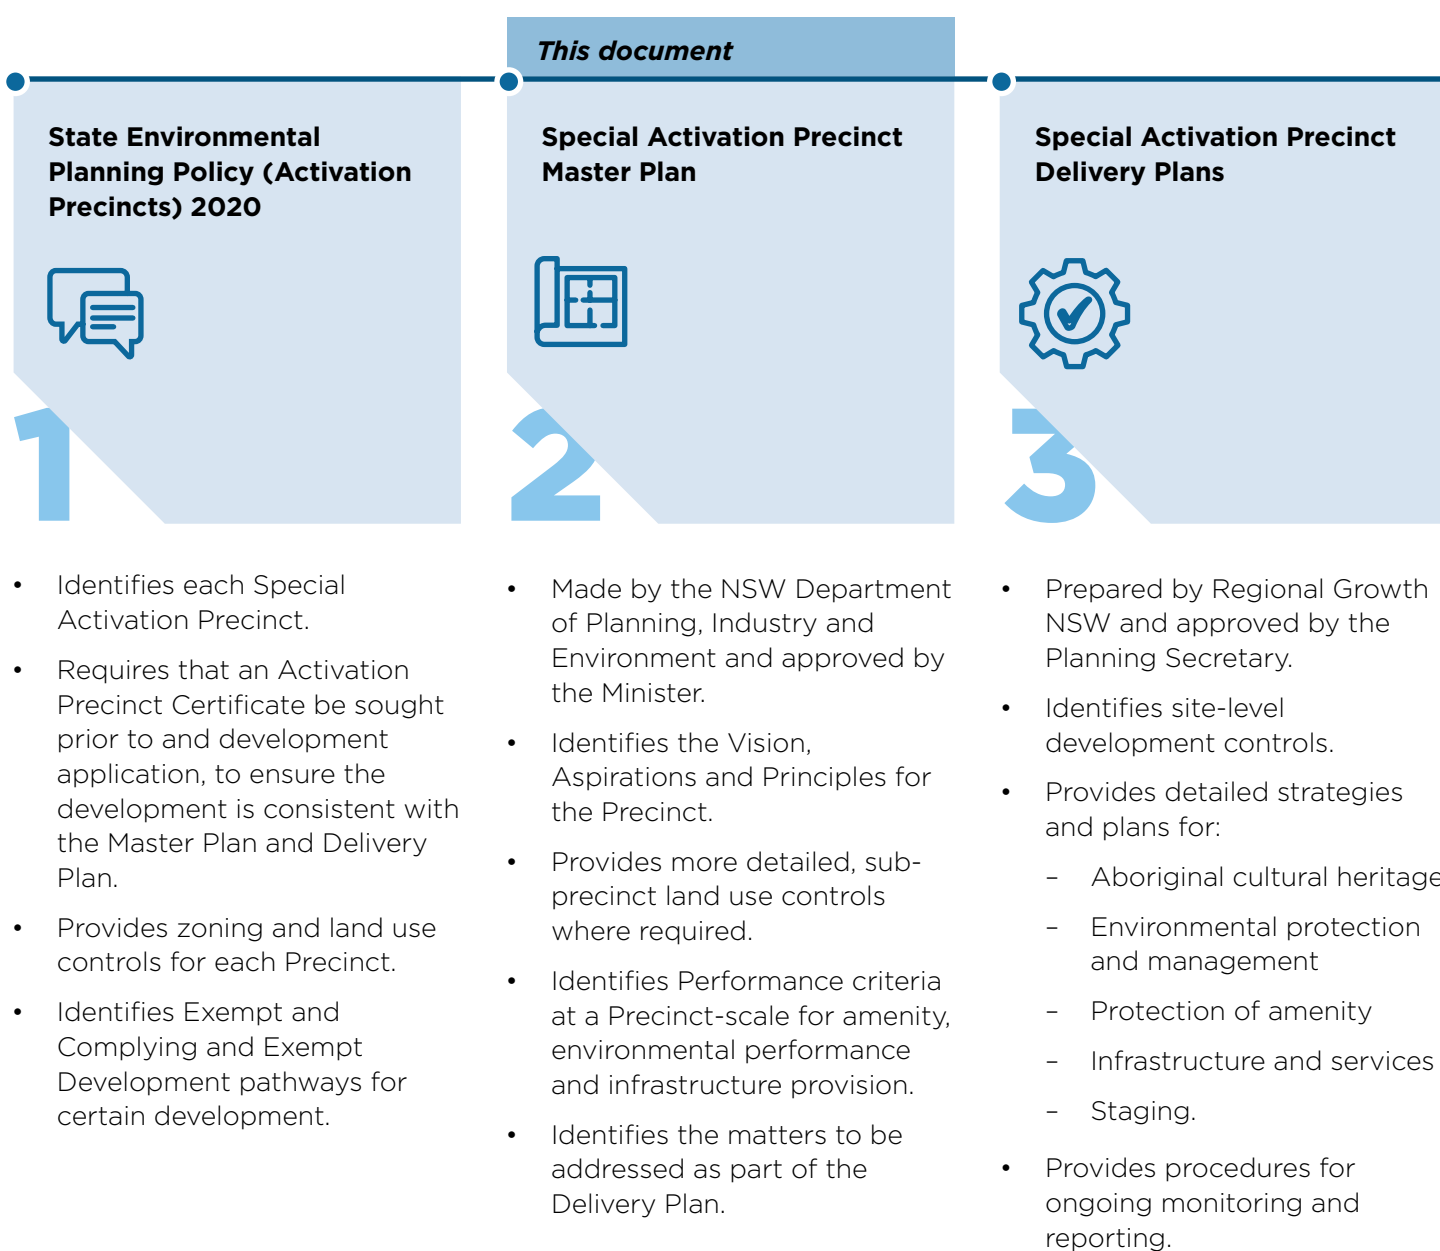 This document
State Environmental
Planning Policy (Activation
Precincts) 2020
1
• Identifies each Special
Activation Precinct.
• Requires that an Activation
Precinct Certificate be sought
prior to and development
application, to ensure the
development is consistent with
the Master Plan and Delivery
Plan.
• Provides zoning and land use
controls for each Precinct.
• Identifies Exempt and
Complying and Exempt
Development pathways for
certain development.
Special Activation Precinct
Master Plan
2
• Made by the NSW Department
of Planning, Industry and
Environment and approved by
the Minister.
• Identifies the Vision,
Aspirations and Principles for
the Precinct.
• Provides more detailed, sub-
precinct land use controls
where required.
• Identifies Performance criteria
at a Precinct-scale for amenity,
environmental performance
and infrastructure provision.
• Identifies the matters to be
addressed as part of the
Delivery Plan.
Special Activation Precinct
Delivery Plans
3
• Prepared by Regional Growth
NSW and approved by the
Planning Secretary.
• Identifies site-level
development controls.
• Provides detailed strategies
and plans for:
– Aboriginal cultural heritage
– Environmental protection
and management
– Protection of amenity
– Infrastructure and services
– Staging.
• Provides procedures for
ongoing monitoring and
reporting.